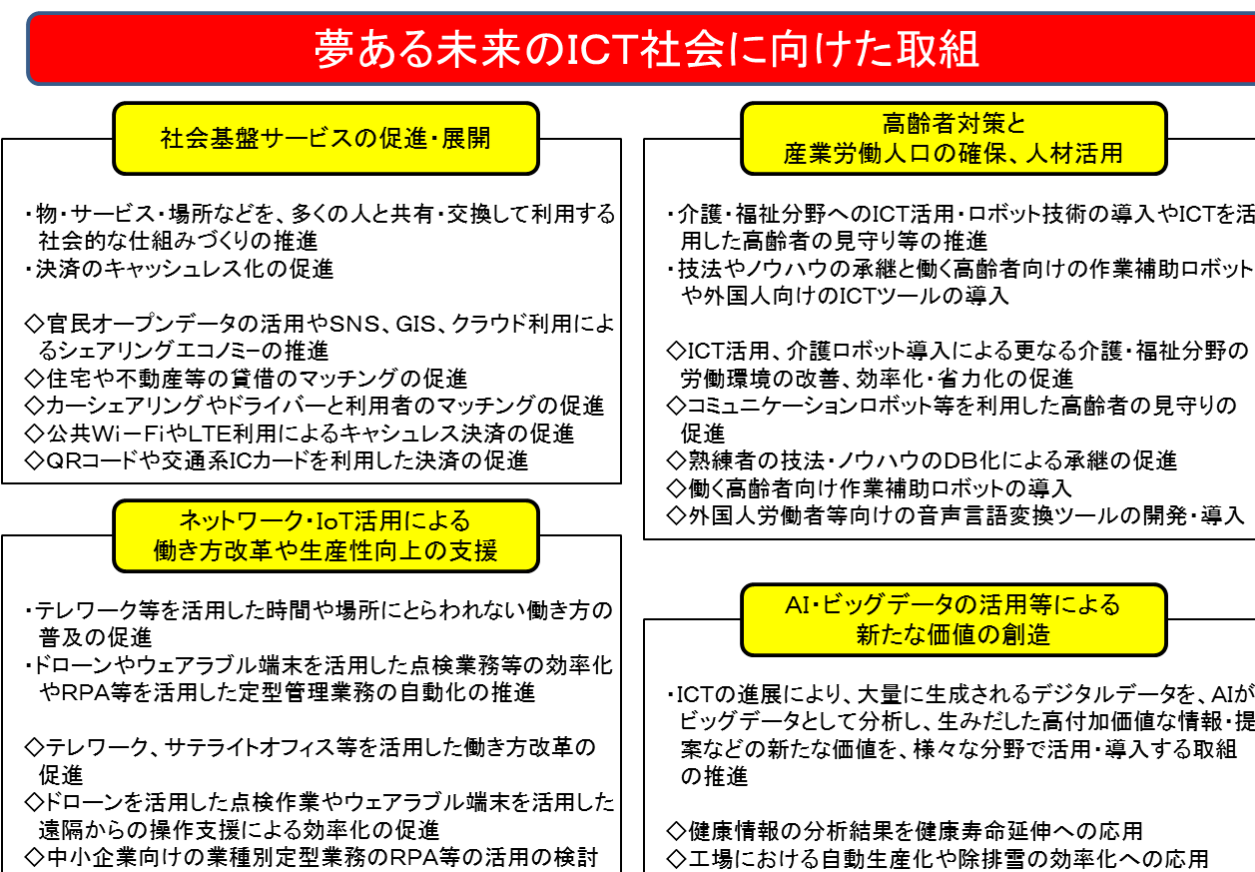 夢ある未来のICT社会に向けた取組
社会基盤サービスの促進・展開
・物・サービス・場所などを、多くの人と共有・交換して利用する
社会的な仕組みづくりの推進
・決済のキャッシュレス化の促進
◇官民オープンデータの活用やSNS、GIS、クラウド利用によ
るシェアリングエコノミーの推進
◇住宅や不動産等の貸借のマッチングの促進
◇カーシェアリングやドライバーと利用者のマッチングの促進
◇公共Wi－FiやLTE利用によるキャシュレス決済の促進
◇QRコードや交通系ICカードを利用した決済の促進
ネットワーク・IoT活用による
働き方改革や生産性向上の支援
・テレワーク等を活用した時間や場所にとらわれない働き方の
普及の促進
・ドローンやウェアラブル端末を活用した点検業務等の効率化
やRPA等を活用した定型管理業務の自動化の推進
◇テレワーク、サテライトオフィス等を活用した働き方改革の
促進
◇ドローンを活用した点検作業やウェアラブル端末を活用した
遠隔からの操作支援による効率化の促進
◇中小企業向けの業種別定型業務のRPA等の活用の検討
高齢者対策と
産業労働人口の確保、人材活用
・介護・福祉分野へのICT活用・ロボット技術の導入やICTを活
用した高齢者の見守り等の推進
・技法やノウハウの承継と働く高齢者向けの作業補助ロボット
や外国人向けのICTツールの導入
◇ICT活用、介護ロボット導入による更なる介護・福祉分野の
労働環境の改善、効率化・省力化の促進
◇コミュニケーションロボット等を利用した高齢者の見守りの
促進
◇熟練者の技法・ノウハウのDB化による承継の促進
◇働く高齢者向け作業補助ロボットの導入
◇外国人労働者等向けの音声言語変換ツールの開発・導入
AI・ビッグデータの活用等による
新たな価値の創造
・ICTの進展により、大量に生成されるデジタルデータを、AIが
ビッグデータとして分析し、生みだした高付加価値な情報・提
案などの新たな価値を、様々な分野で活用・導入する取組
の推進
◇健康情報の分析結果を健康寿命延伸への応用
◇工場における自動生産化や除排雪の効率化への応用